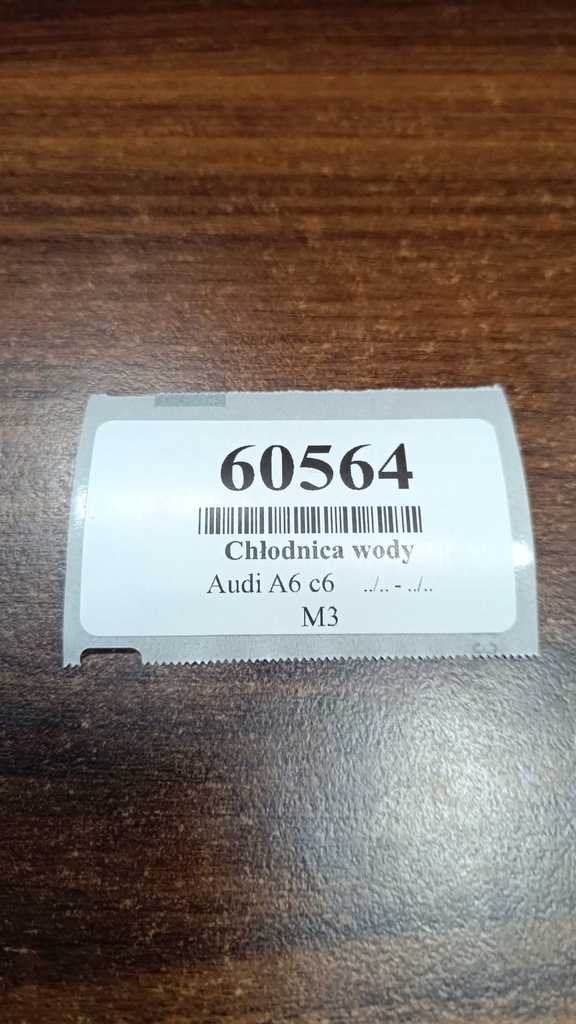 60564
Chłodnica wody
Audi A6 c6 ../.. - ../..
M3